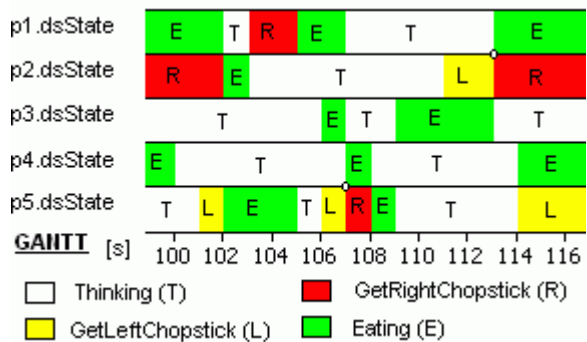 p1.dsState E T R E T E
p2.dsState R E T L R
p3.dsState T E T E T
p4.dsState E T E T E
p5.dsState T L E T L R E T L
GANTT [s] 100 102 104 106 108 110 112 114 116
Thinking (T) GetRightChopstick (R)
GetLeftChopstick (L) Eating (E)